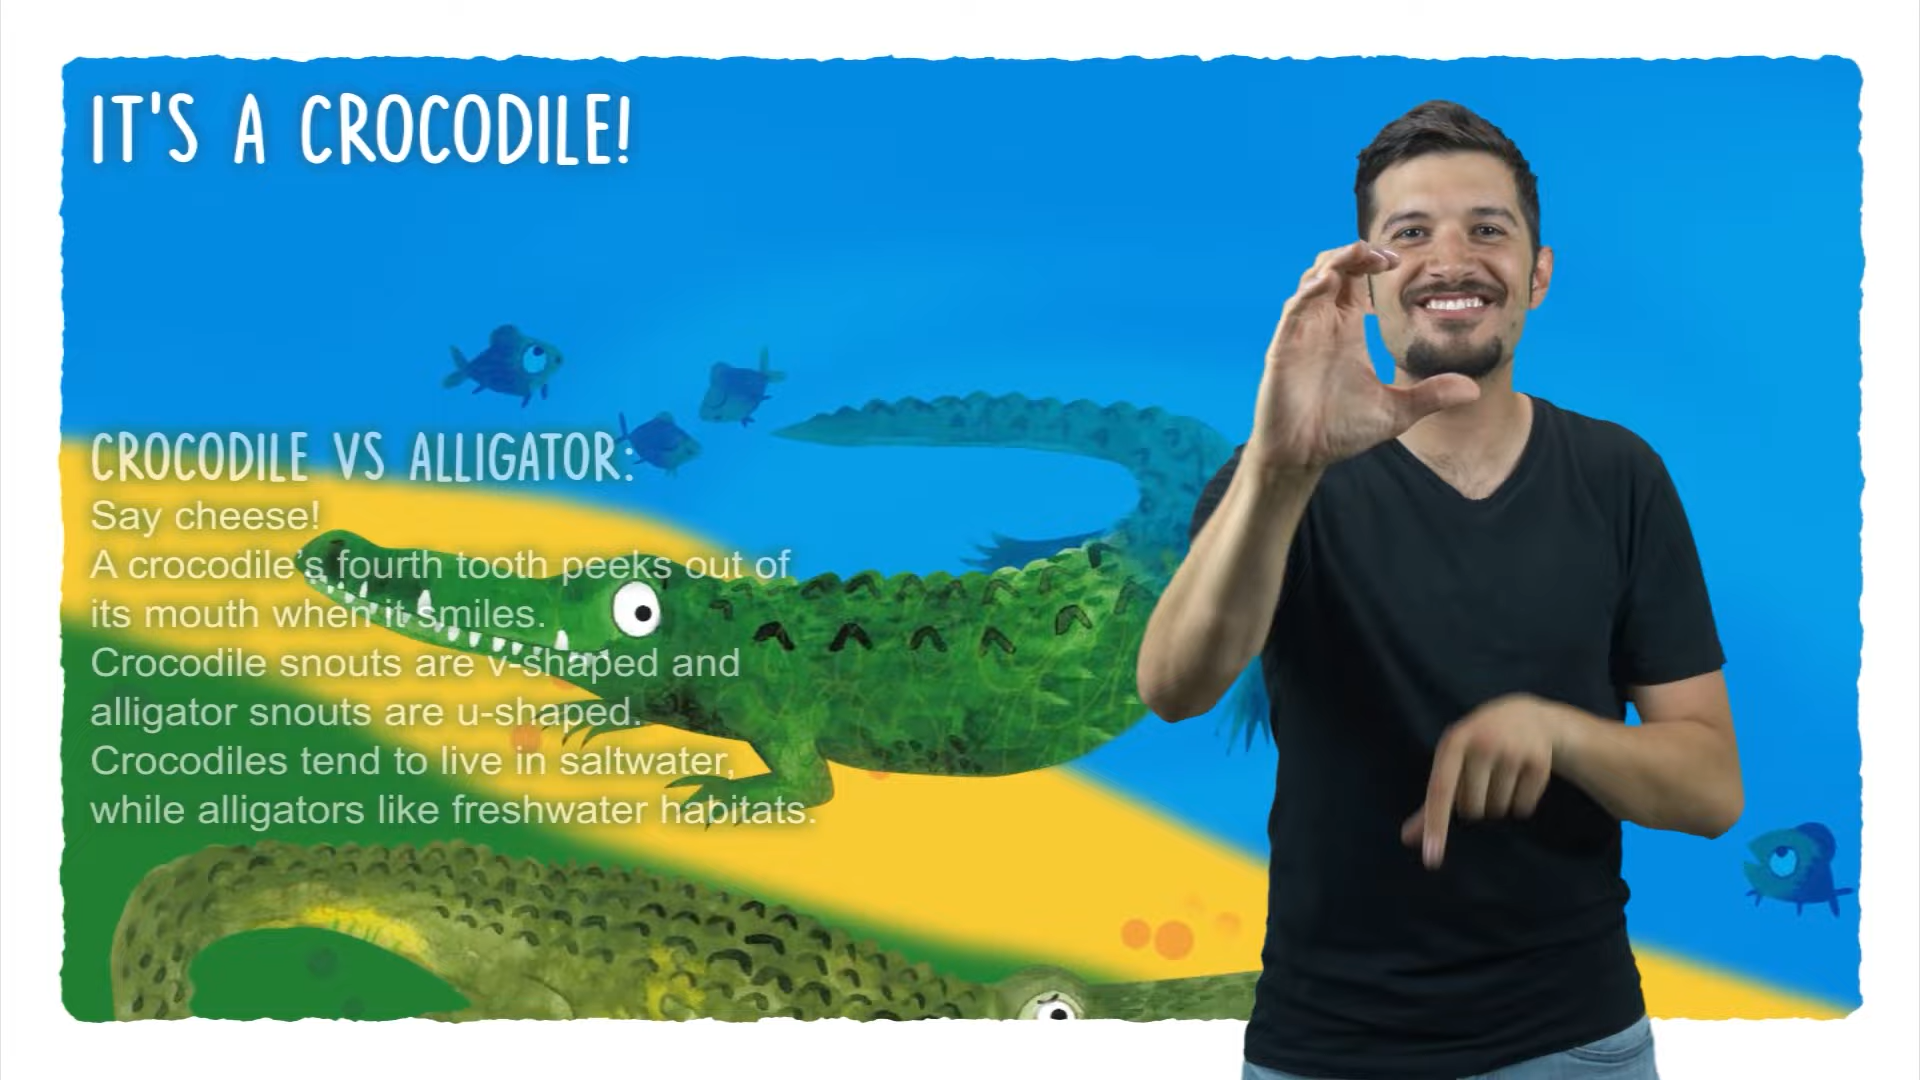 IT'S A CROCODILE!
CROCODILE VS ALLIGATOR:
Say cheese!
A crocodile's fourth tooth peeks out of
its mouth when it smiles.
Crocodile snouts are v-shaped and
alligator snouts are u-shaped.
Crocodiles tend to live in saltwater,
while alligators like freshwater habitats.